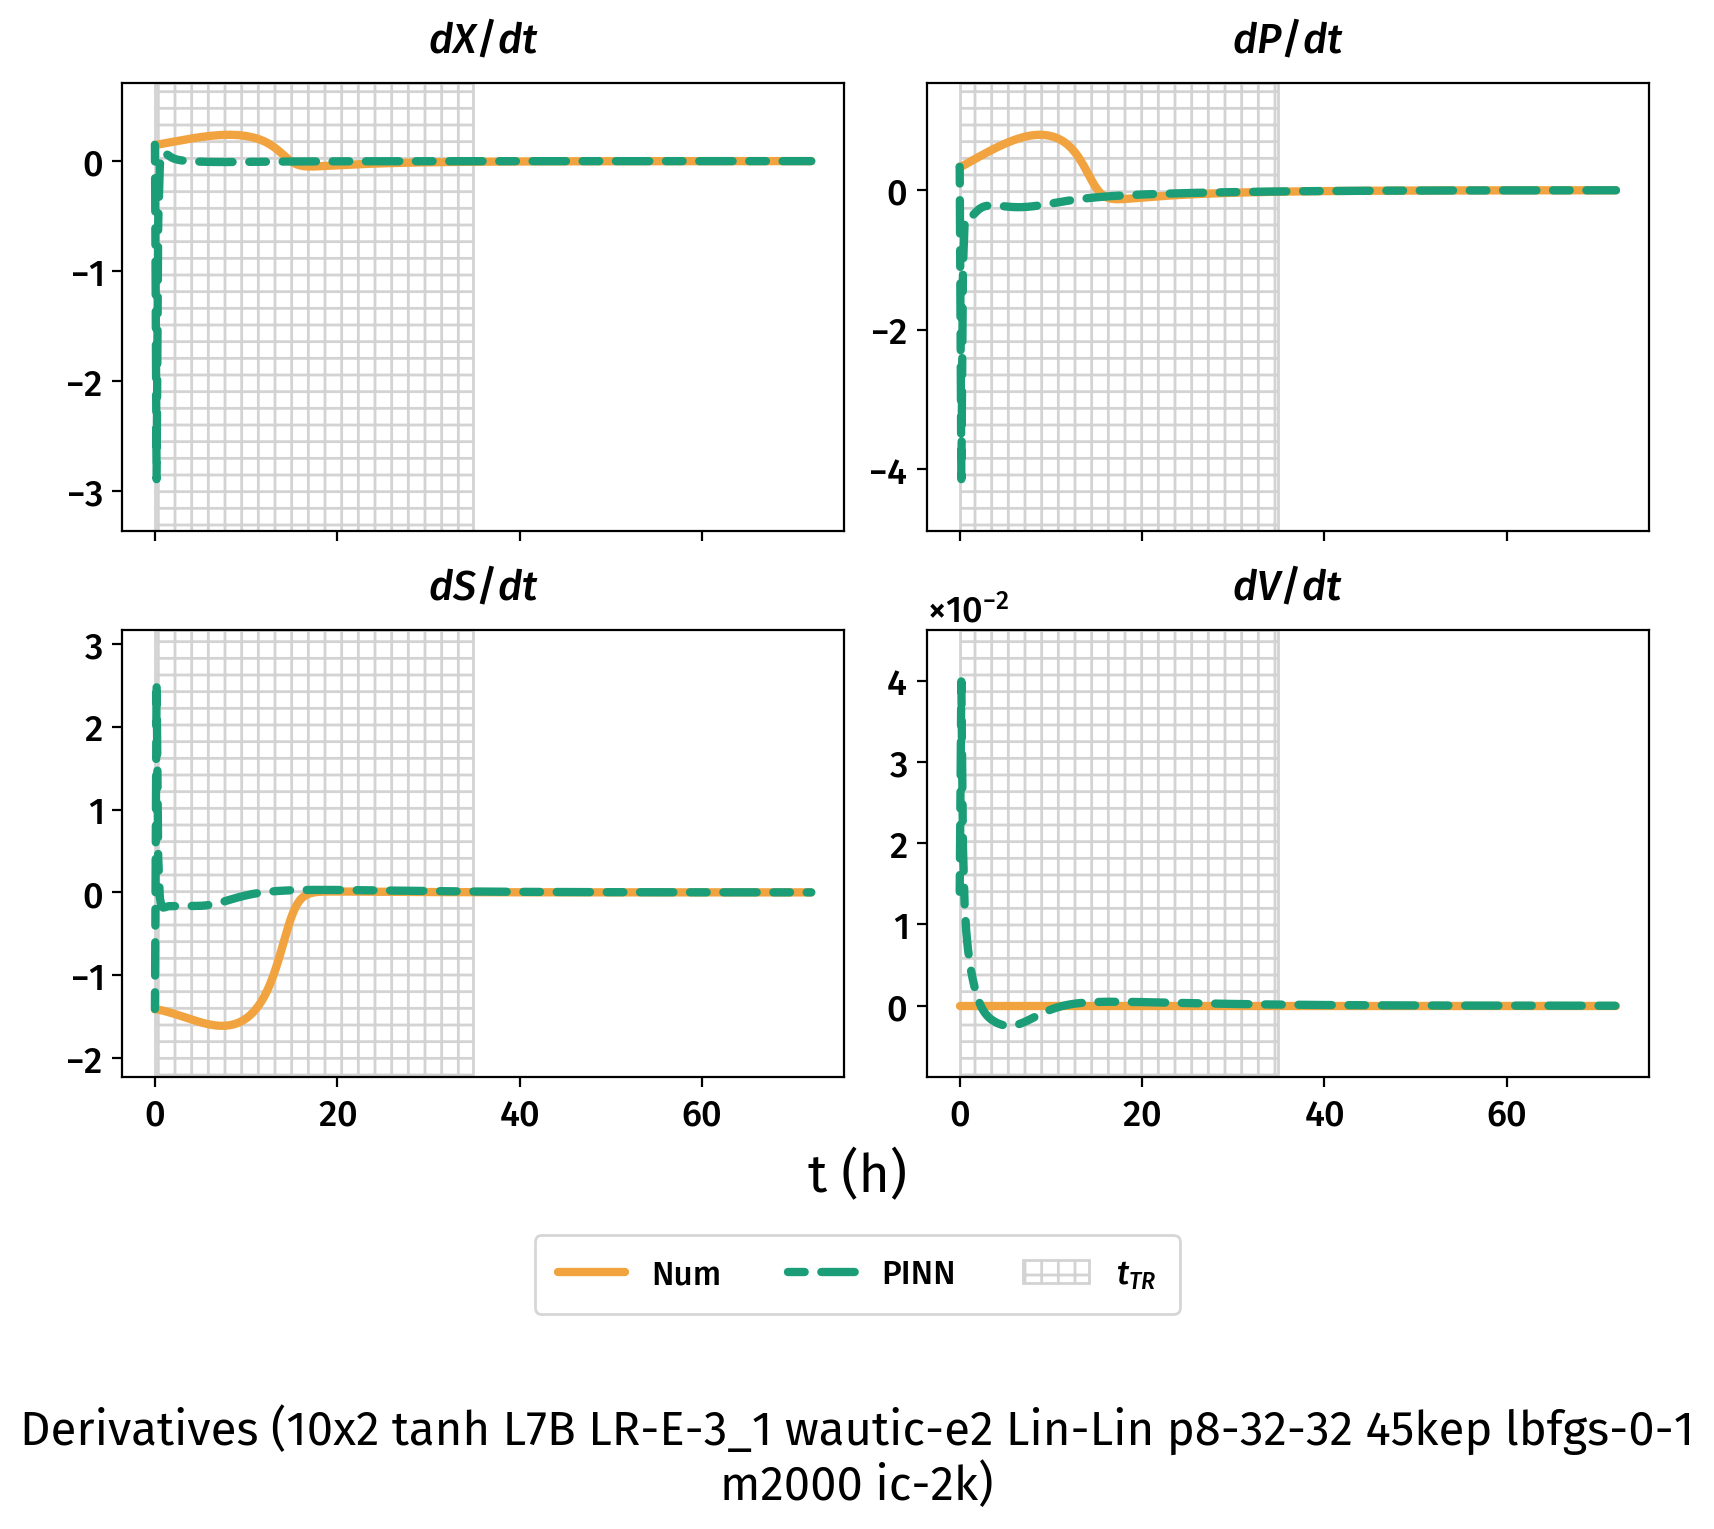 dX/dt
dP/dt
0
−1
−2
−3
0
−2
−4
dS/dt
dV/dt
×10⁻²
3
2
1
0
−1
−2
4
3
2
1
0
0 20 40 60
0 20 40 60
t (h)
Num PINN t_TR
Derivatives (10x2 tanh L7B LR-E-3_1 wautic-e2 Lin-Lin p8-32-32 45kep lbfgs-0-1
m2000 ic-2k)